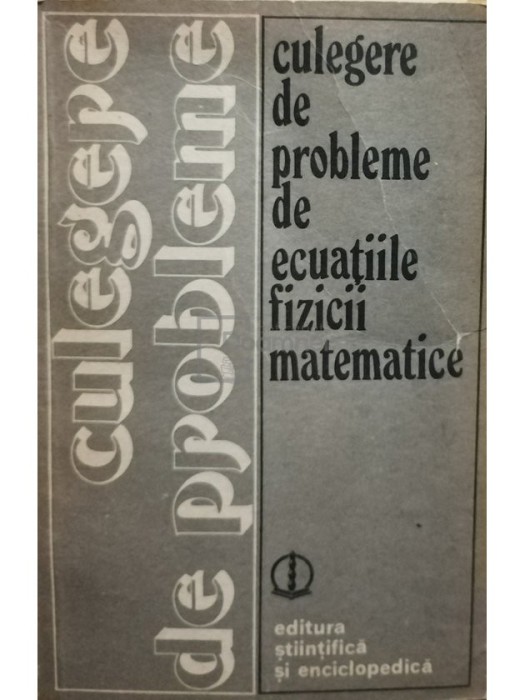 culegere
de probleme
culegere
de
probleme
de
ecuațiile
fizicii
matematice
editura
științifică
și enciclopedică